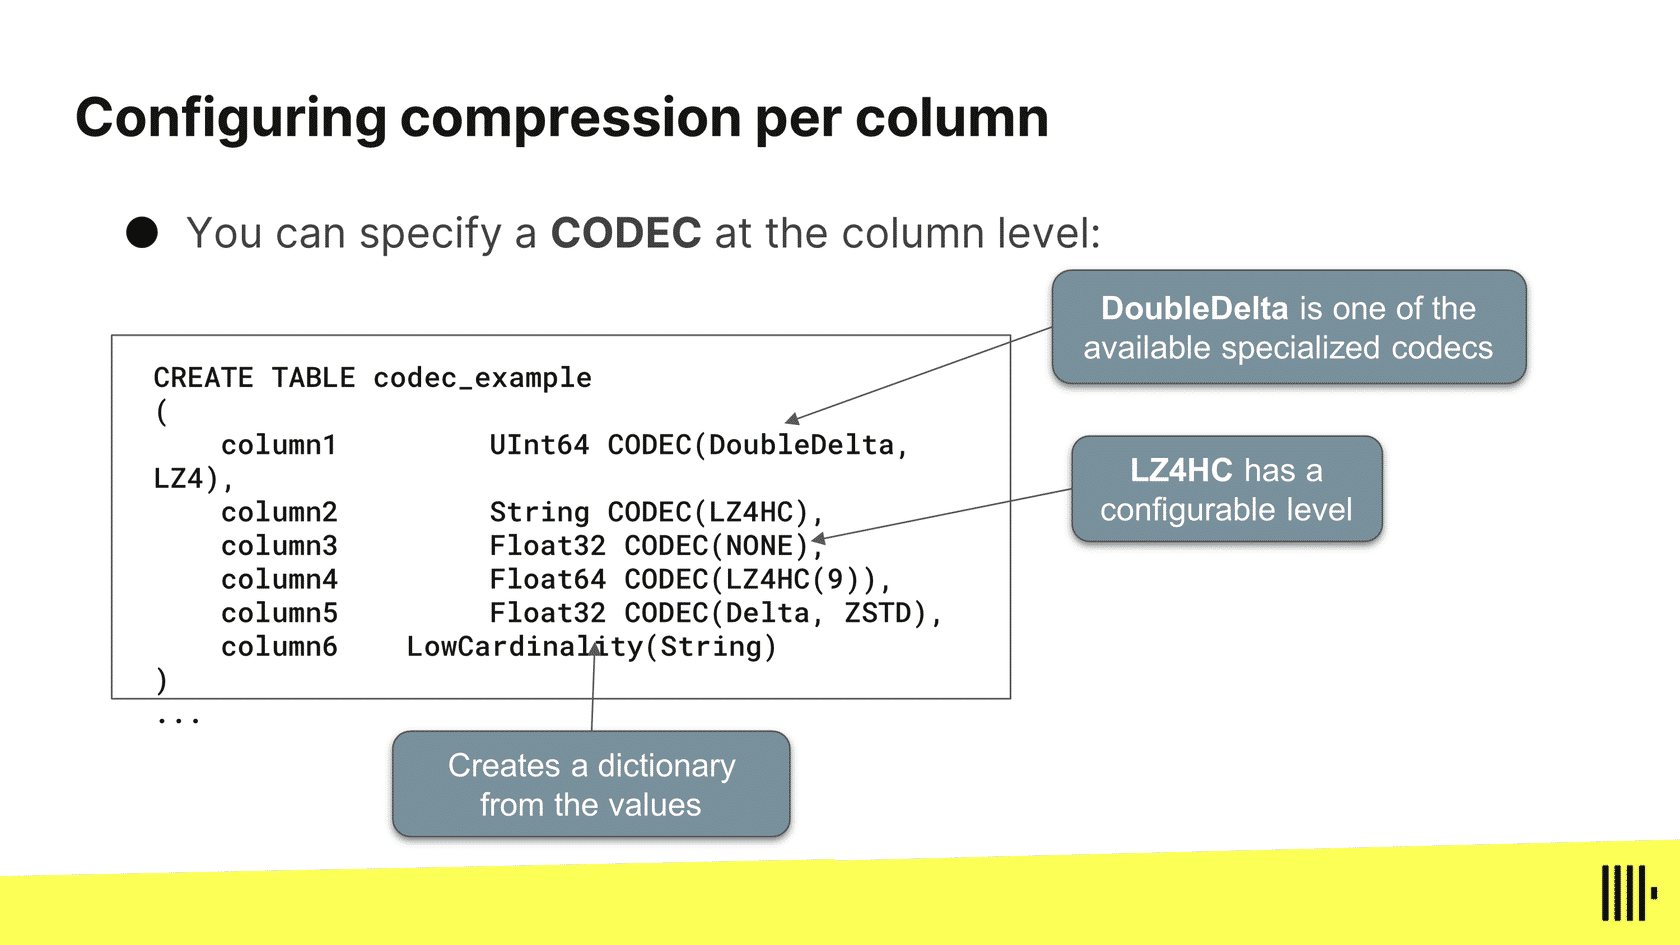 Configuring compression per column
● You can specify a CODEC at the column level:
DoubleDelta is one of the
available specialized codecs
CREATE TABLE codec_example
(
column1 UInt64 CODEC(DoubleDelta,
LZ4),
column2 String CODEC(LZ4HC),
column3 Float32 CODEC(NONE),
column4 Float64 CODEC(LZ4HC(9)),
column5 Float32 CODEC(Delta, ZSTD),
column6 LowCardinality(String)
)
...
LZ4HC has a
configurable level
Creates a dictionary
from the values